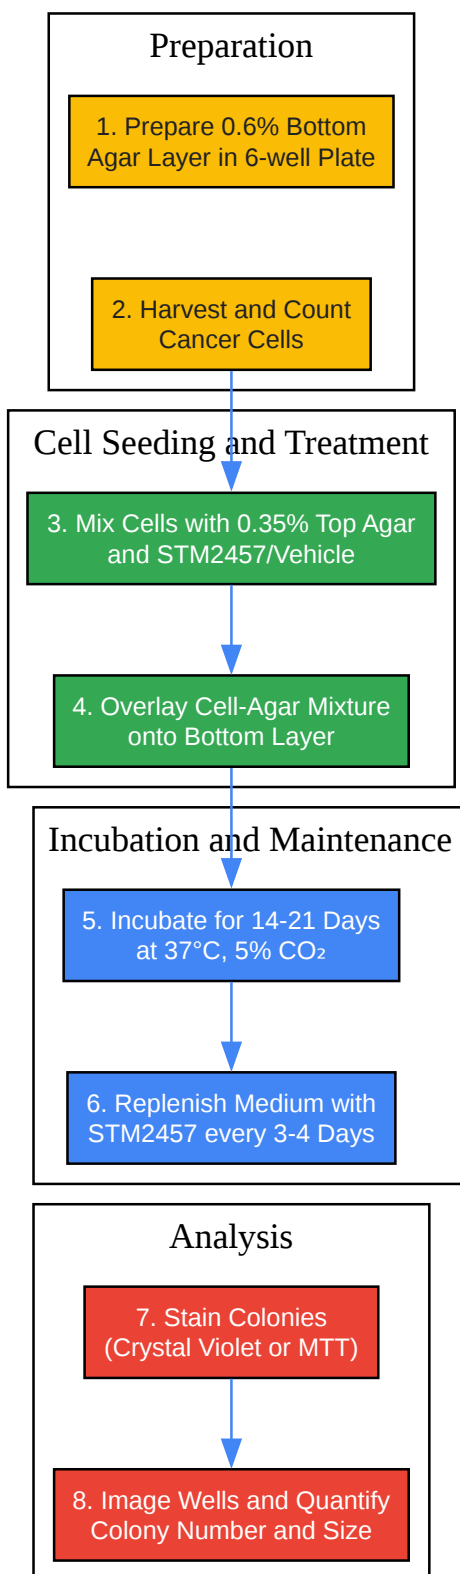 Preparation
1. Prepare 0.6% Bottom
Agar Layer in 6-well Plate
2. Harvest and Count
Cancer Cells
Cell Seeding and Treatment
3. Mix Cells with 0.35% Top Agar
and STM2457/Vehicle
4. Overlay Cell-Agar Mixture
onto Bottom Layer
Incubation and Maintenance
5. Incubate for 14-21 Days
at 37°C, 5% CO₂
6. Replenish Medium with
STM2457 every 3-4 Days
Analysis
7. Stain Colonies
(Crystal Violet or MTT)
8. Image Wells and Quantify
Colony Number and Size